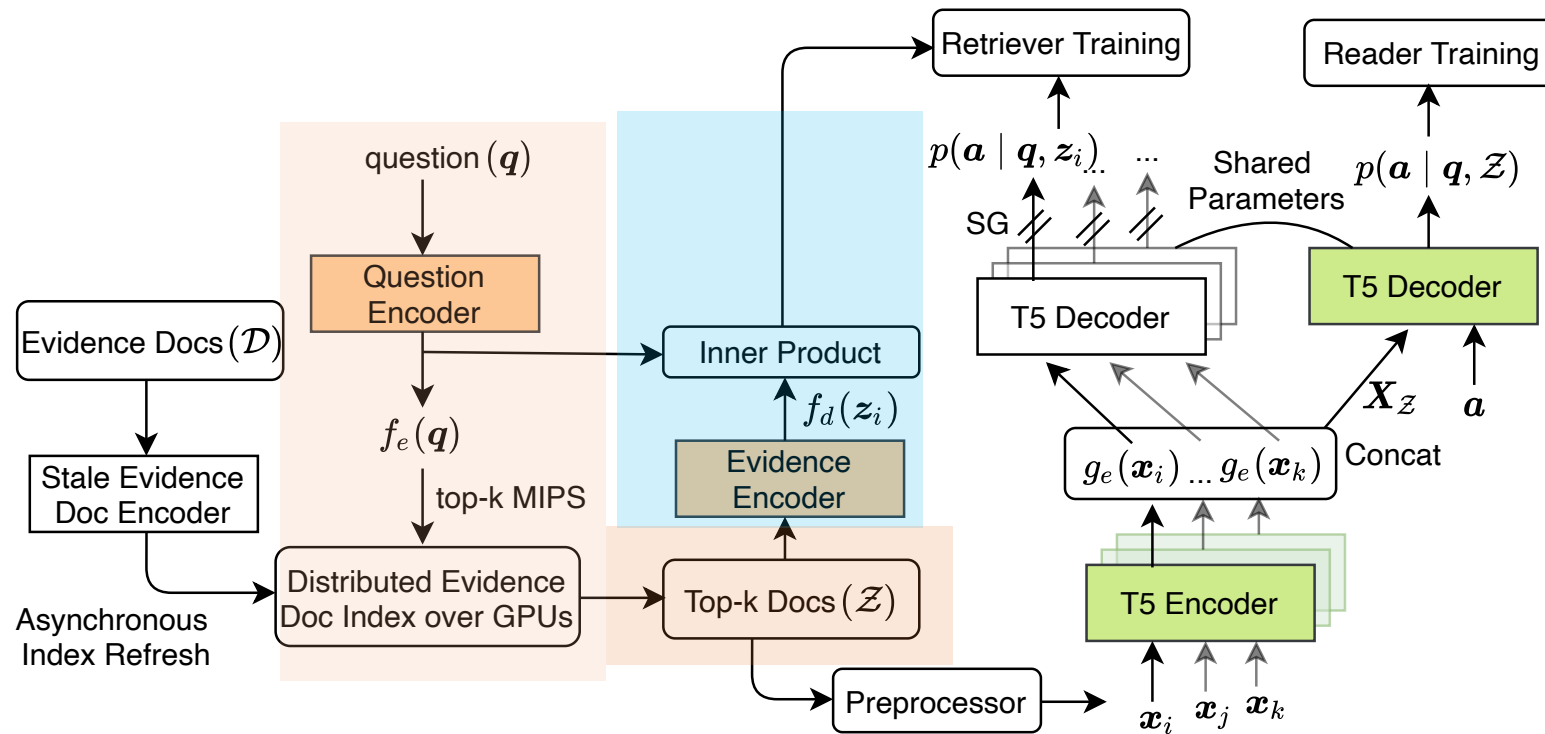 Retriever Training
Reader Training
question (q)
p(a | q, z_i)
...
...
Shared
Parameters
p(a | q, Z)
SG
Question
Encoder
T5 Decoder
T5 Decoder
Evidence Docs (D)
Inner Product
f_e(q)
f_d(z_i)
X_Z
a
Stale Evidence
Doc Encoder
top-k MIPS
Evidence
Encoder
g_e(x_i) ... g_e(x_k)
Concat
Distributed Evidence
Doc Index over GPUs
Top-k Docs (Z)
T5 Encoder
Asynchronous
Index Refresh
Preprocessor
x_i x_j x_k